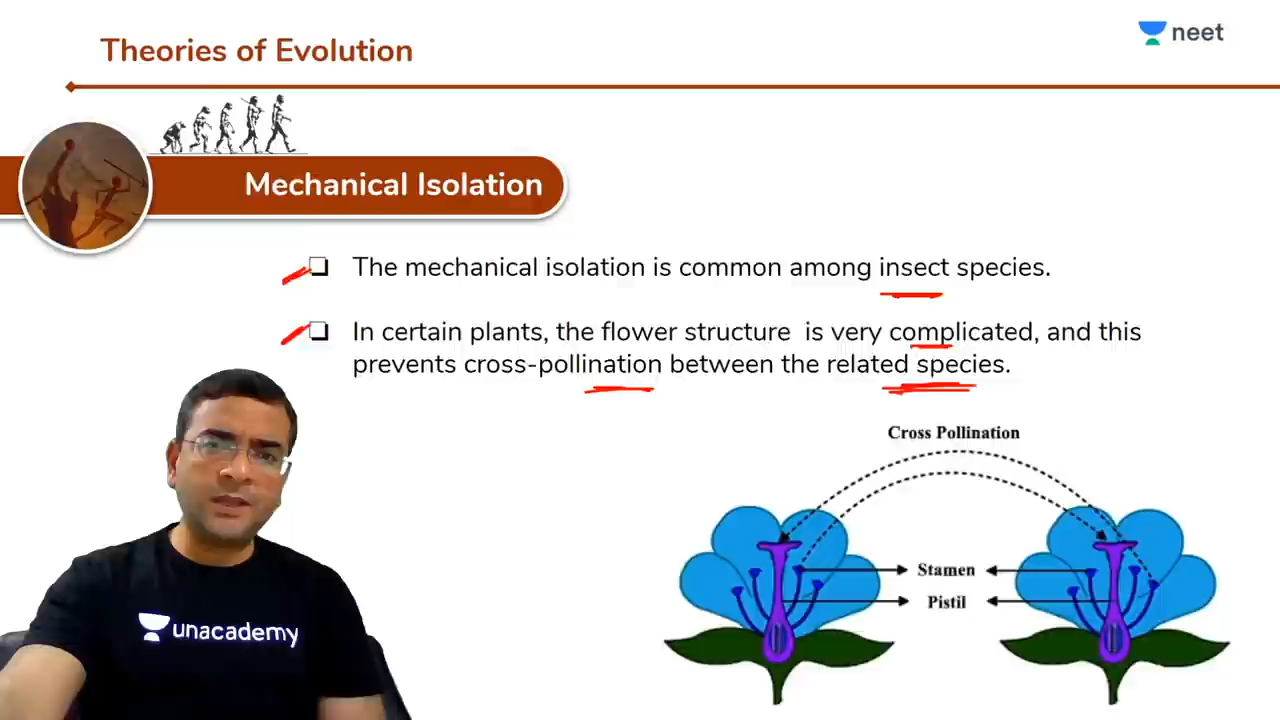 Theories of Evolution
neet
Mechanical Isolation
❑ The mechanical isolation is common among insect species.
❑ In certain plants, the flower structure is very complicated, and this
prevents cross-pollination between the related species.
Cross Pollination
Stamen
Pistil
unacademy